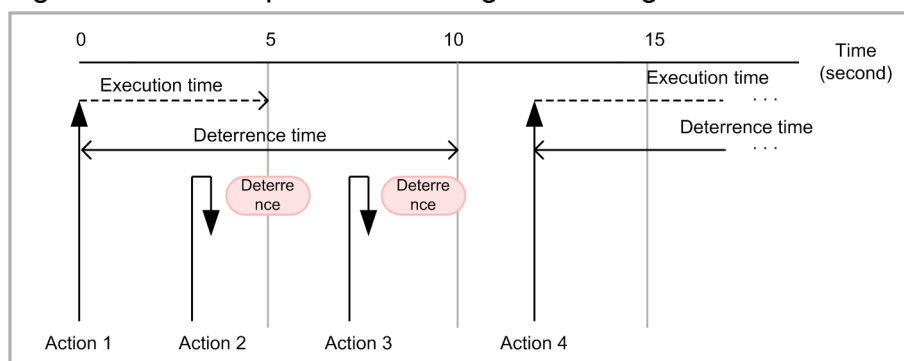 0 5 10 15
Time
(second)
Execution time Execution time
. . .
Deterrence time Deterrence time
. . .
Deterre
nce
Deterre
nce
Action 1 Action 2 Action 3 Action 4